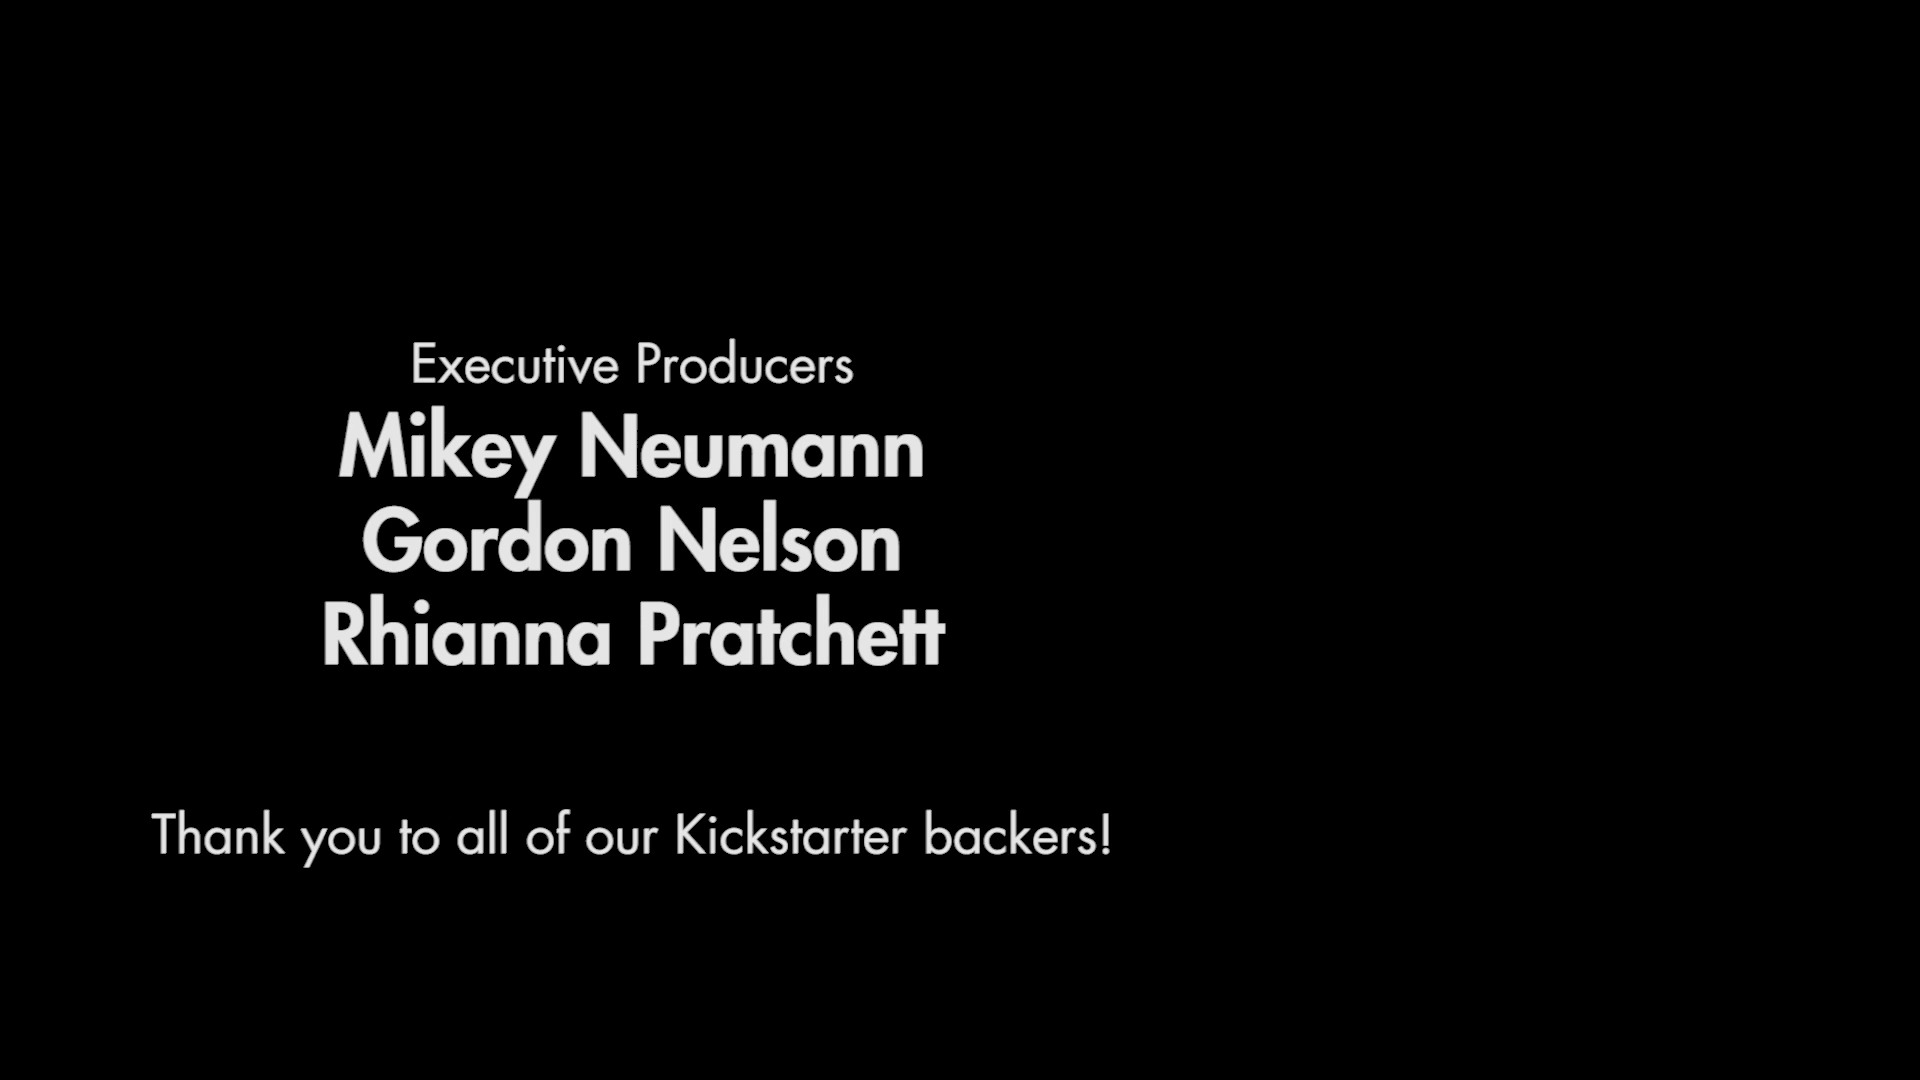 Executive Producers
Mikey Neumann
Gordon Nelson
Rhianna Pratchett
Thank you to all of our Kickstarter backers!